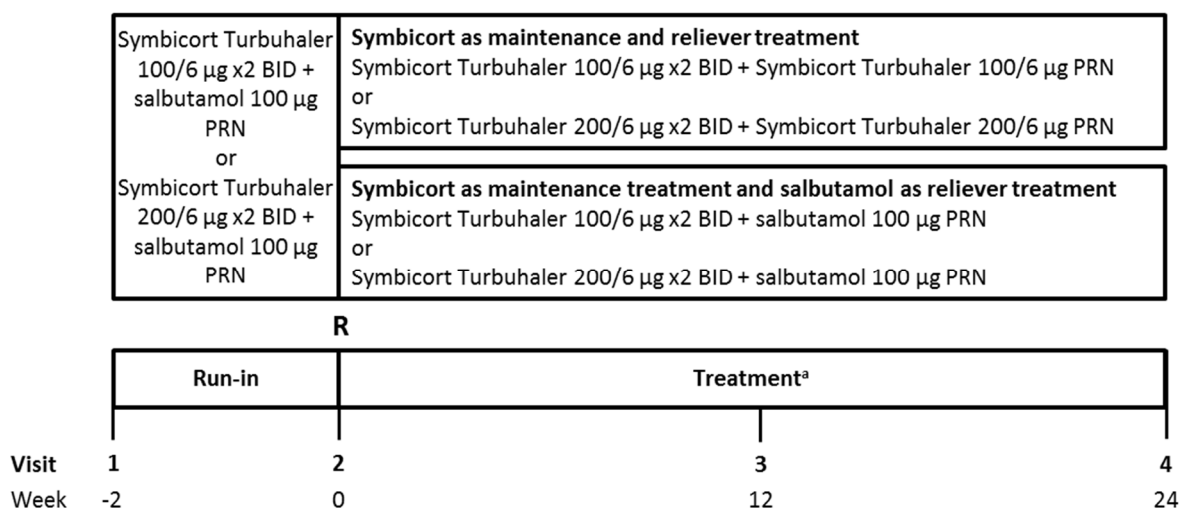 Symbicort Turbuhaler
100/6 µg x2 BID +
salbutamol 100 µg
PRN
or
Symbicort Turbuhaler
200/6 µg x2 BID +
salbutamol 100 µg
PRN
Symbicort as maintenance and reliever treatment
Symbicort Turbuhaler 100/6 µg x2 BID + Symbicort Turbuhaler 100/6 µg PRN
or
Symbicort Turbuhaler 200/6 µg x2 BID + Symbicort Turbuhaler 200/6 µg PRN
Symbicort as maintenance treatment and salbutamol as reliever treatment
Symbicort Turbuhaler 100/6 µg x2 BID + salbutamol 100 µg PRN
or
Symbicort Turbuhaler 200/6 µg x2 BID + salbutamol 100 µg PRN
R
Run-in Treatmentᵃ
Visit 1 2 3 4
Week -2 0 12 24